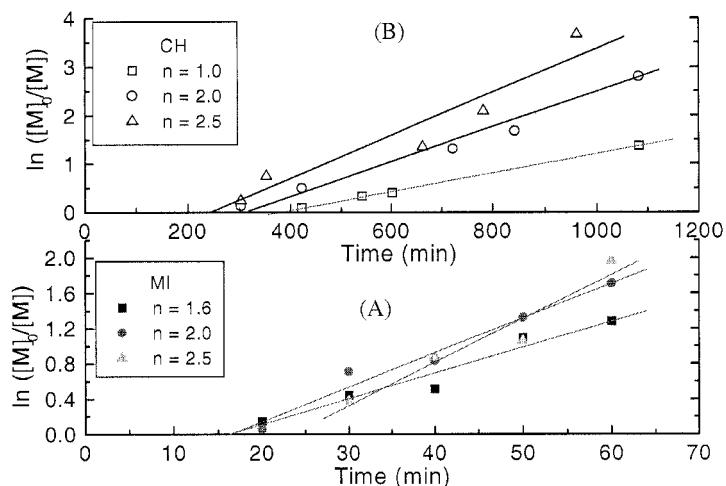 (B)
CH
n = 1.0
n = 2.0
n = 2.5
ln ([M]₀/[M])
4
3
2
1
0
0 200 400 600 800 1000 1200
Time (min)
(A)
MI
n = 1.6
n = 2.0
n = 2.5
ln ([M]₀/[M])
2.0
1.6
1.2
0.8
0.4
0.0
0 10 20 30 40 50 60 70
Time (min)